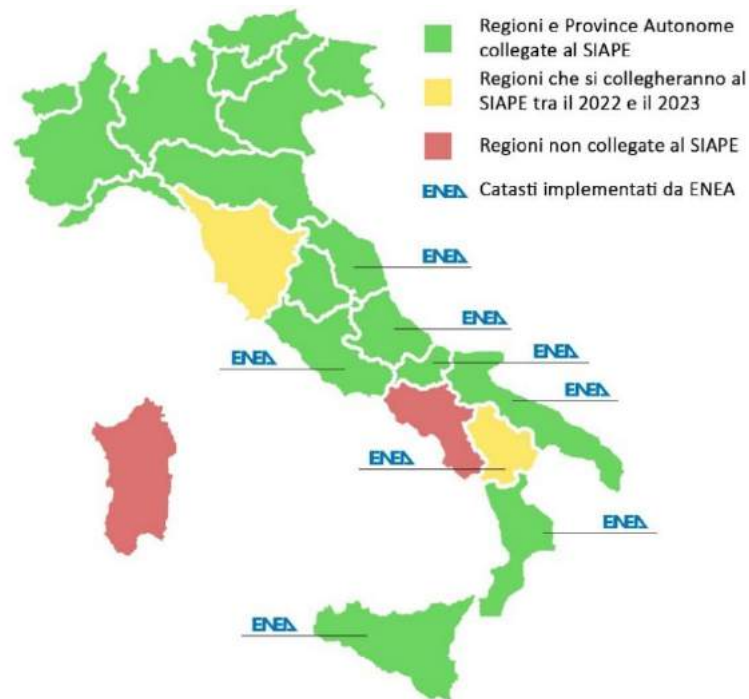 Regioni e Province Autonome
collegate al SIAPE
Regioni che si collegheranno al
SIAPE tra il 2022 e il 2023
Regioni non collegate al SIAPE
ENEA Catasti implementati da ENEA
ENEA
ENEA
ENEA
ENEA
ENEA
ENEA
ENEA
ENEA